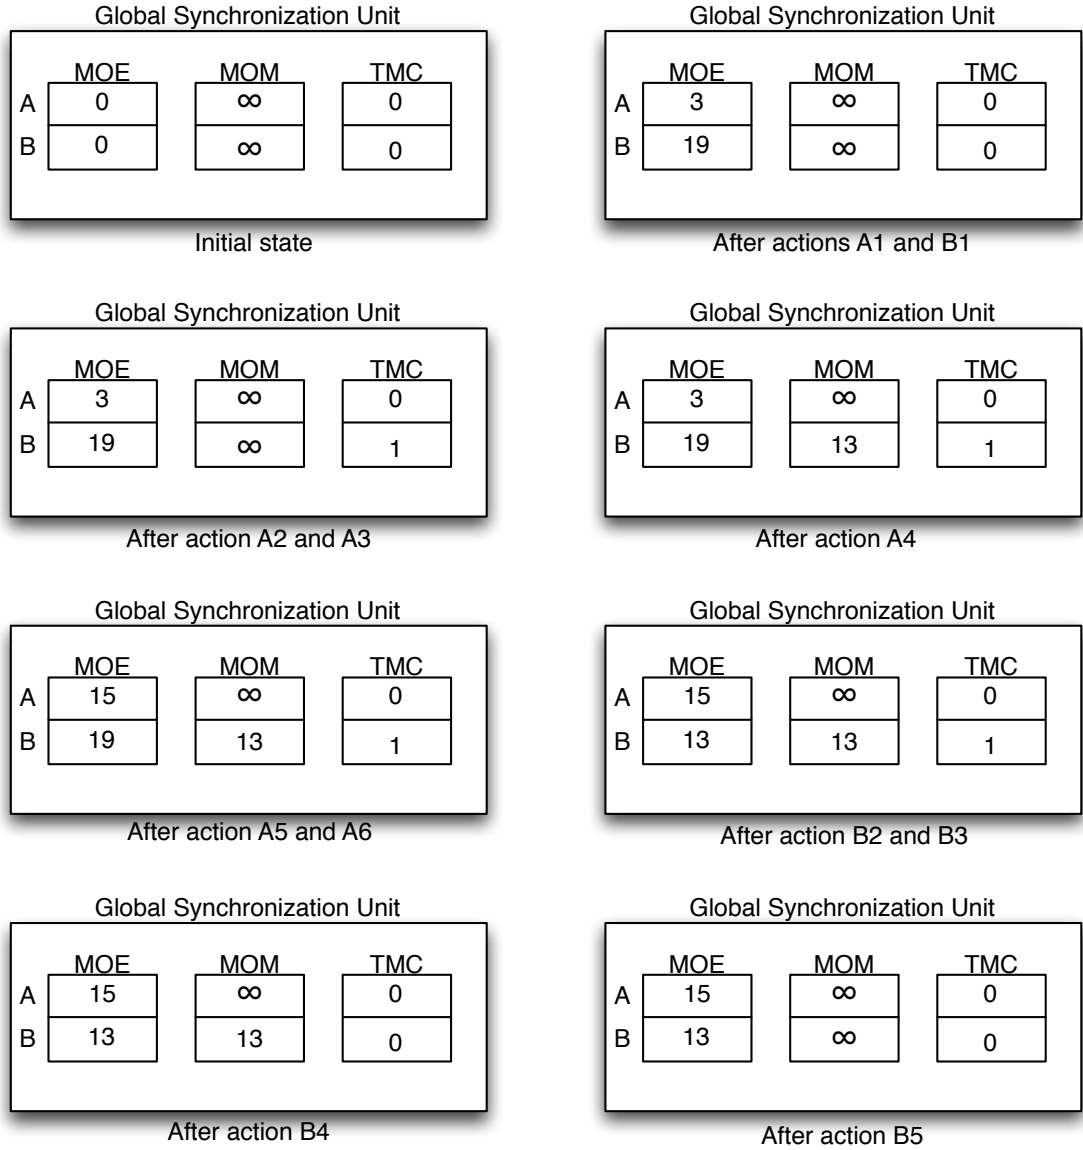 Global Synchronization Unit
MOE MOM TMC
A 0 ∞ 0
B 0 ∞ 0
Initial state
Global Synchronization Unit
MOE MOM TMC
A 3 ∞ 0
B 19 ∞ 0
After actions A1 and B1
Global Synchronization Unit
MOE MOM TMC
A 3 ∞ 0
B 19 ∞ 1
After action A2 and A3
Global Synchronization Unit
MOE MOM TMC
A 3 ∞ 0
B 19 13 1
After action A4
Global Synchronization Unit
MOE MOM TMC
A 15 ∞ 0
B 19 13 1
After action A5 and A6
Global Synchronization Unit
MOE MOM TMC
A 15 ∞ 0
B 13 13 1
After action B2 and B3
Global Synchronization Unit
MOE MOM TMC
A 15 ∞ 0
B 13 13 0
After action B4
Global Synchronization Unit
MOE MOM TMC
A 15 ∞ 0
B 13 ∞ 0
After action B5